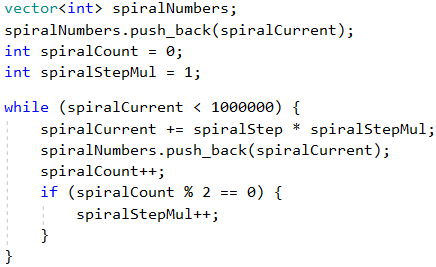 vector<int> spiralNumbers;
spiralNumbers.push_back(spiralCurrent);
int spiralCount = 0;
int spiralStepMul = 1;

while (spiralCurrent < 1000000) {
    spiralCurrent += spiralStep * spiralStepMul;
    spiralNumbers.push_back(spiralCurrent);
    spiralCount++;
    if (spiralCount % 2 == 0) {
        spiralStepMul++;
    }
}